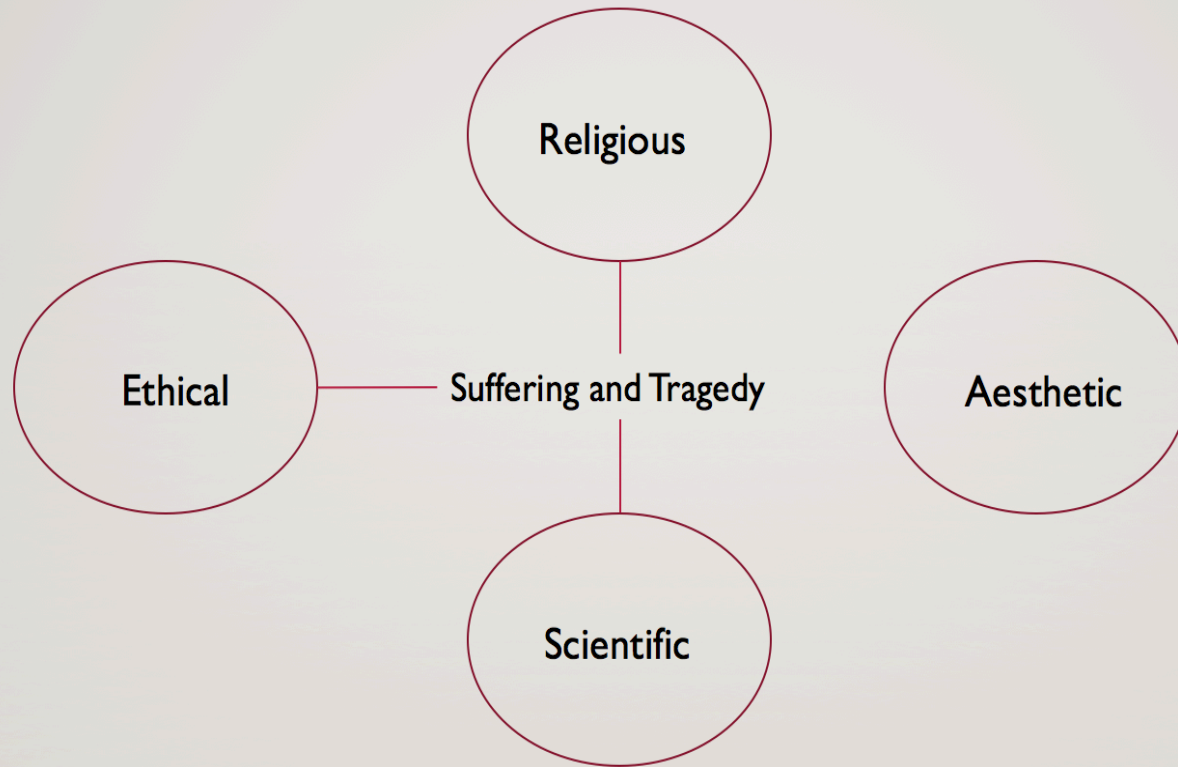 Religious
Ethical
Suffering and Tragedy
Aesthetic
Scientific